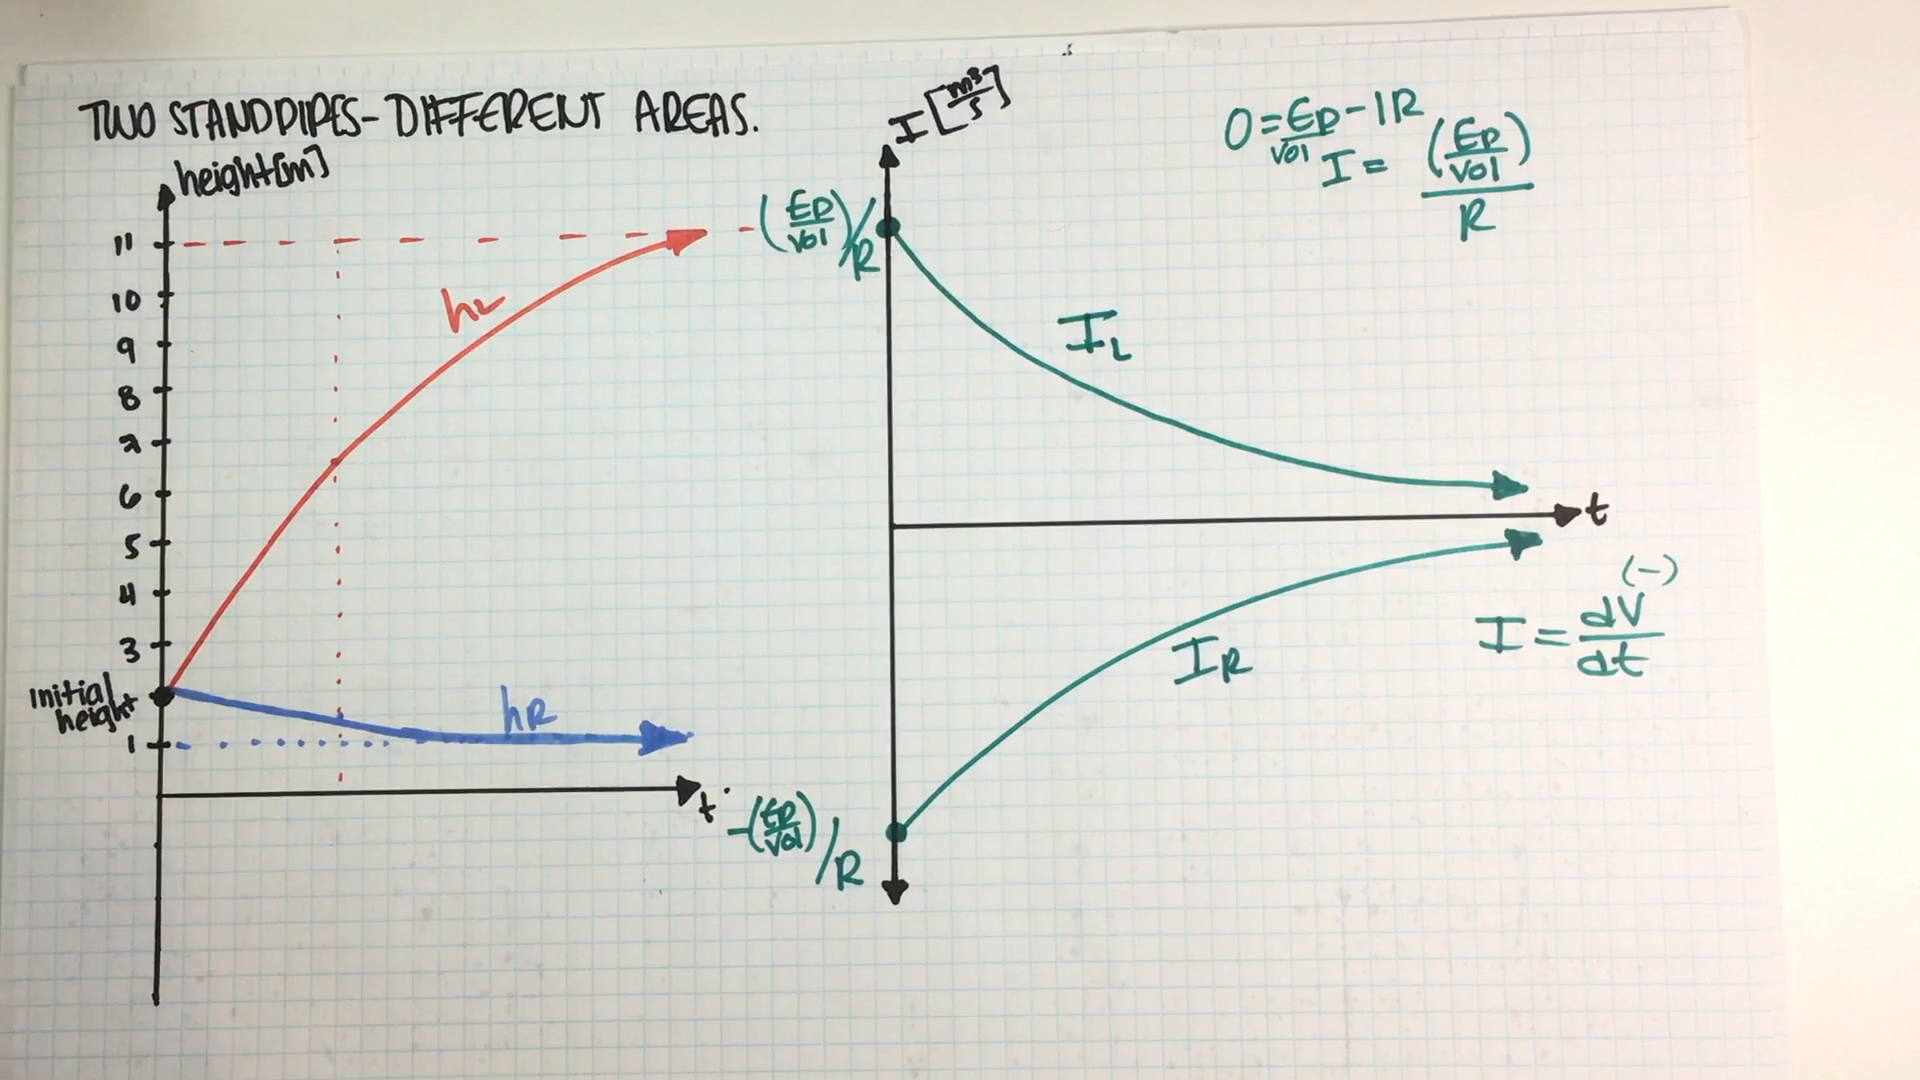 TWO STANDPIPES-DIFFERENT AREAS.
height[m]
11
10
9
8
7
6
5
4
3
Initial height
1
hL
hR
t
I [m³/s]
(Ep/vol)/R
-(Ep/vol)/R
IL
IR
t
0=Ep/vol-IR
I = (Ep/vol)/R
(-)
I = dV/dt